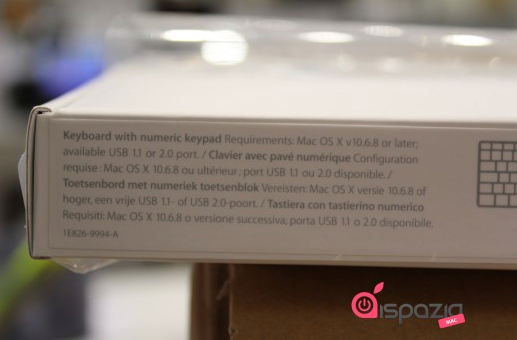 Keyboard with numeric keypad Requirements: Mac OS X v10.6.8 or later;
available USB 1.1 or 2.0 port. / Clavier avec pavé numérique Configuration
requise : Mac OS X 10.6.8 ou ultérieur; port USB 1.1 ou 2.0 disponible. /
Toetsenbord met numeriek toetsenblok Vereisten: Mac OS X versie 10.6.8 of
hoger, een vrije USB 1.1- of USB 2.0-poort. / Tastiera con tastierino numerico
Requisiti: Mac OS X 10.6.8 o versione successiva; porta USB 1.1 o 2.0 disponibile.
1E826-9994-A
ispazio
MAC